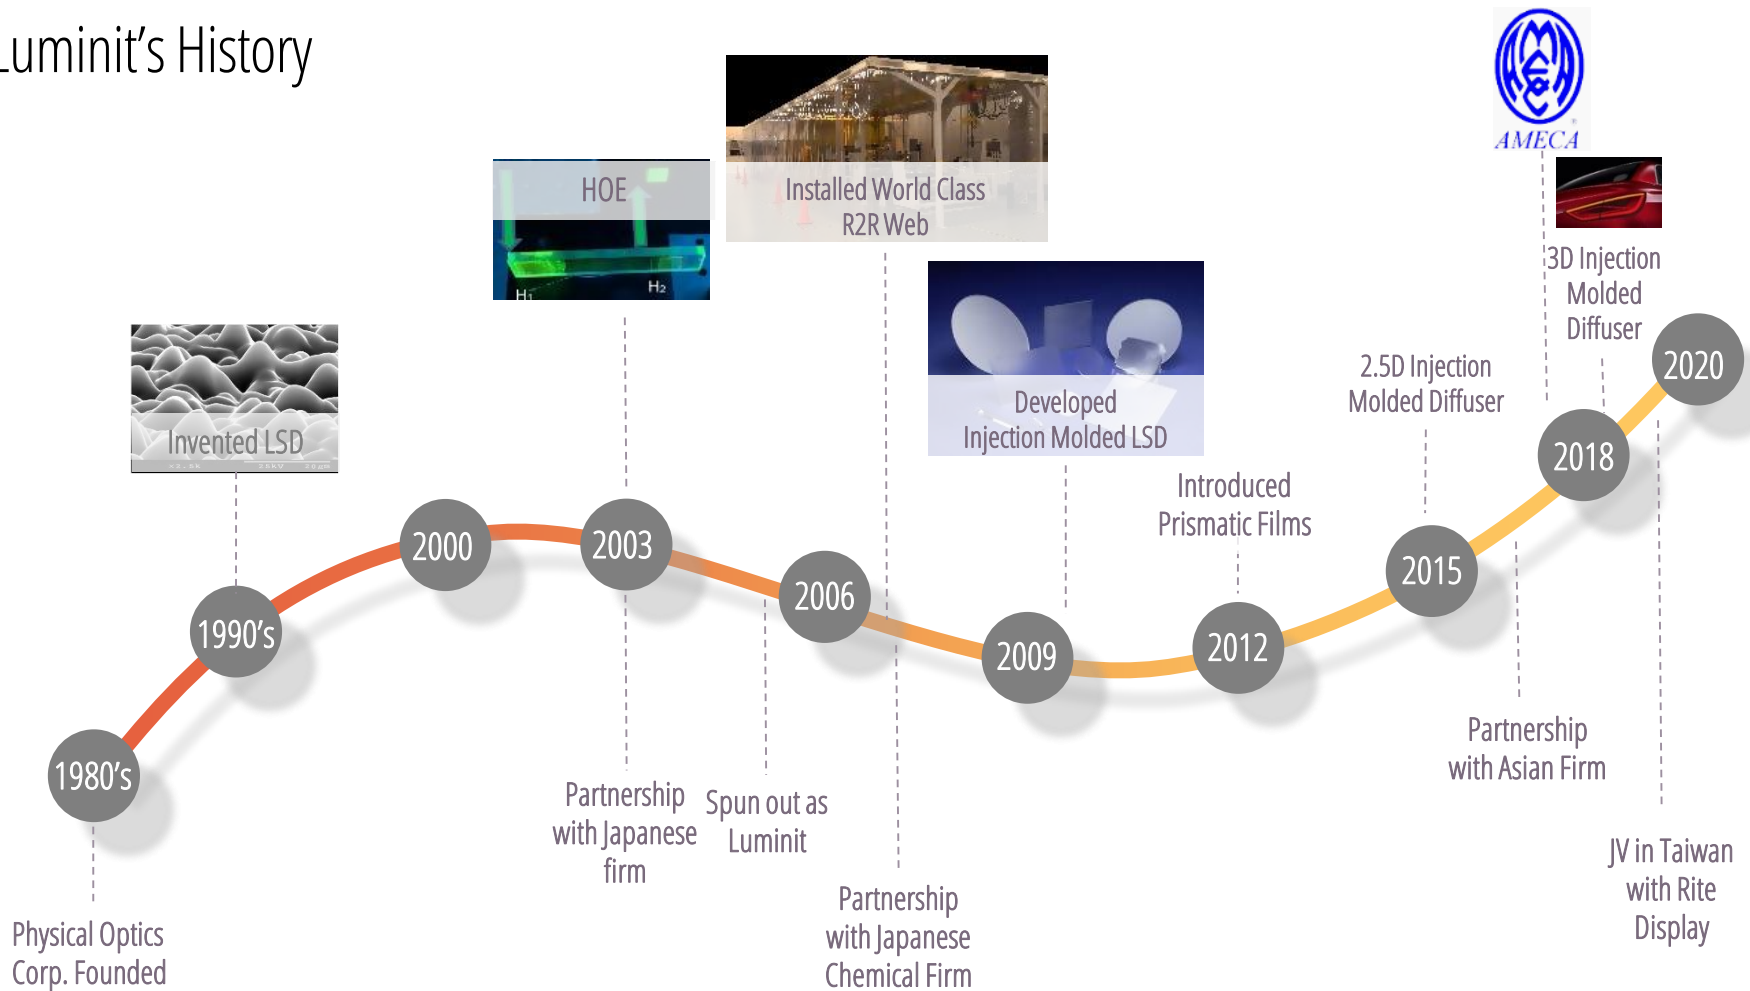 Luminit's History
AMECA
HOE
H₁
H₂
Installed World Class
R2R Web
3D Injection
Molded
Diffuser
Invented LSD
Developed
Injection Molded LSD
2.5D Injection
Molded Diffuser
Introduced
Prismatic Films
1980's
1990's
2000
2003
2006
2009
2012
2015
2018
2020
Physical Optics
Corp. Founded
Partnership
with Japanese
firm
Spun out as
Luminit
Partnership
with Japanese
Chemical Firm
Partnership
with Asian Firm
JV in Taiwan
with Rite
Display